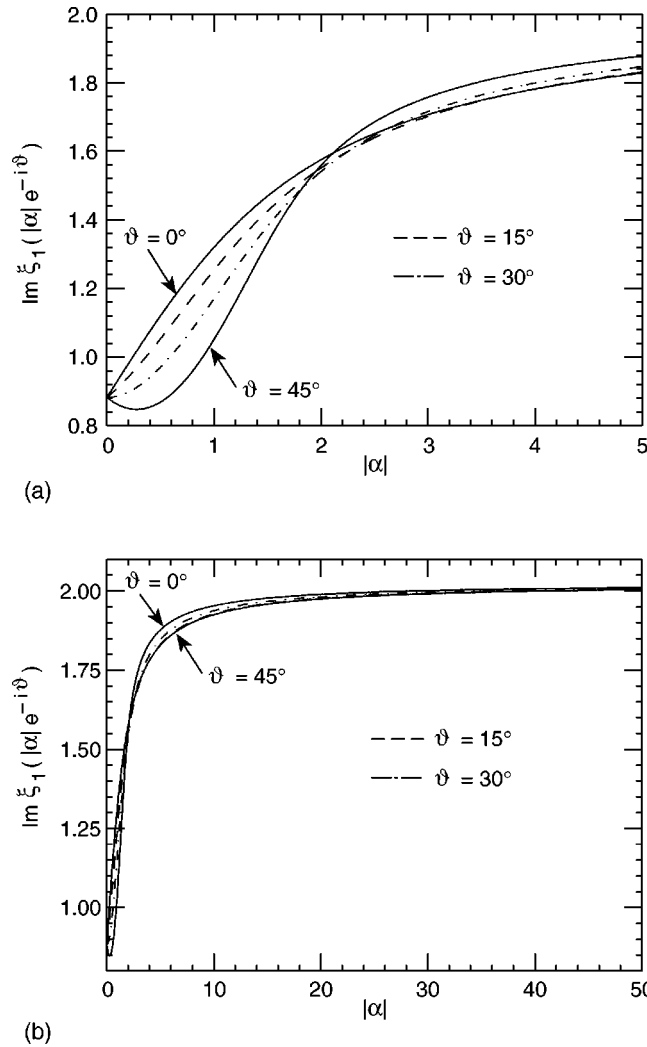 2.0
1.8
1.6
1.4
1.2
1.0
0.8
Im ξ₁ ( |α| e⁻ⁱᶿ )
ϑ = 0°
ϑ = 15°
ϑ = 30°
ϑ = 45°
0 1 2 3 4 5
|α|
(a)
2.00
1.75
1.50
1.25
1.00
Im ξ₁ ( |α| e⁻ⁱᶿ )
ϑ = 0°
ϑ = 45°
ϑ = 15°
ϑ = 30°
0 10 20 30 40 50
|α|
(b)